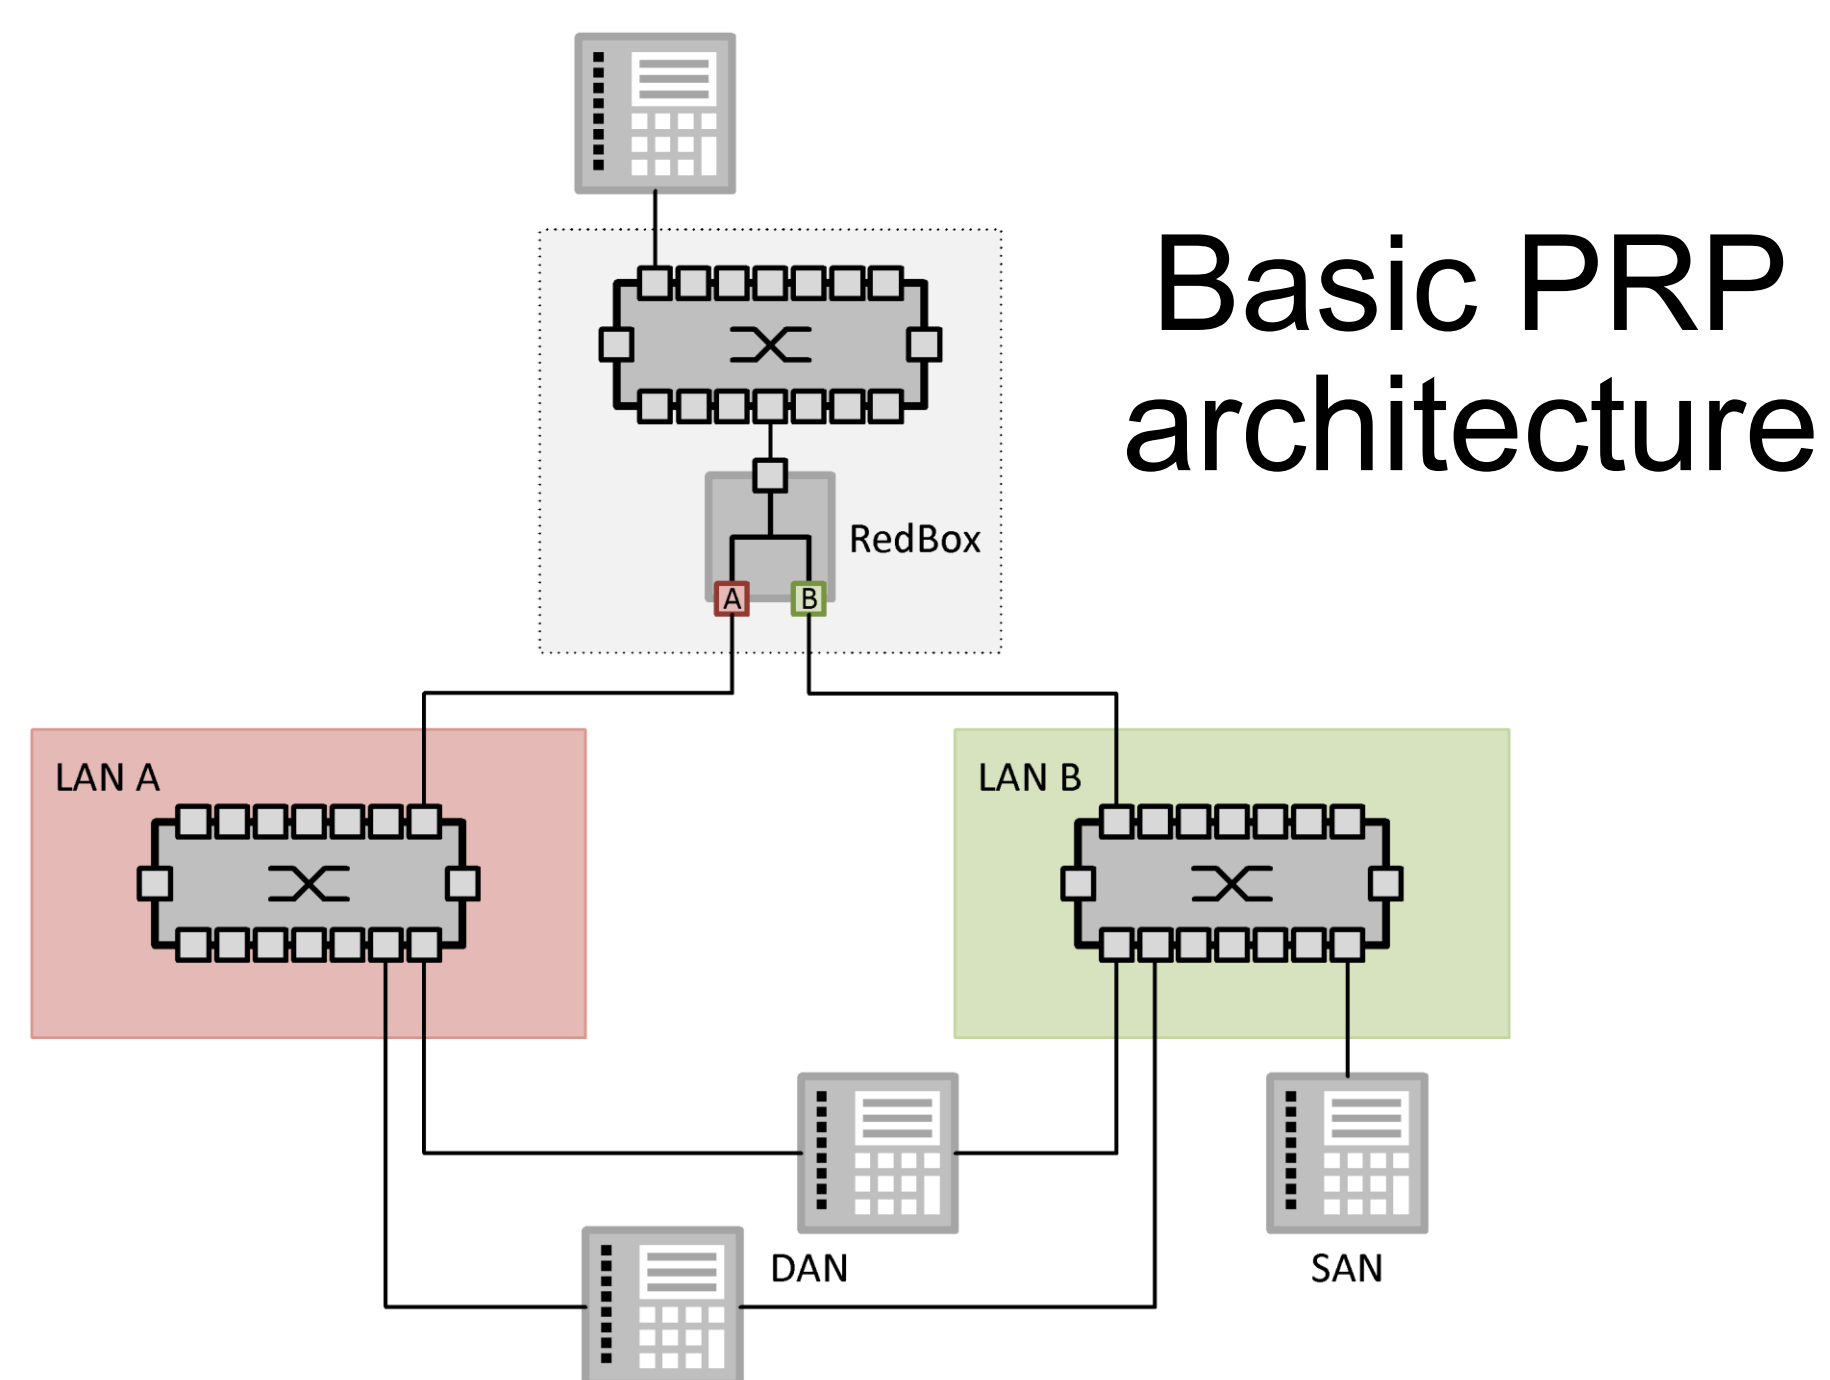 Basic PRP
architecture
RedBox
A
B
LAN A
LAN B
DAN
SAN